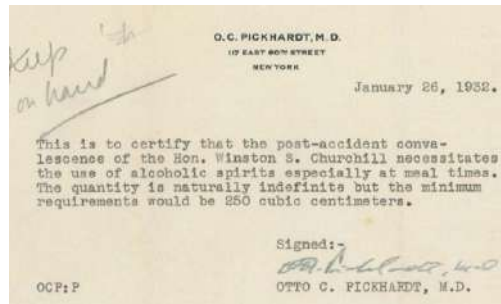 Keep
on hand
O. C. PICKHARDT, M. D.
117 EAST 80TH STREET
NEW YORK
January 26, 1932.
This is to certify that the post-accident conva-
lescence of the Hon. Winston S. Churchill necessitates
the use of alcoholic spirits especially at meal times.
The quantity is naturally indefinite but the minimum
requirements would be 250 cubic centimeters.
Signed:-
OCP:P
OTTO C. PICKHARDT, M.D.